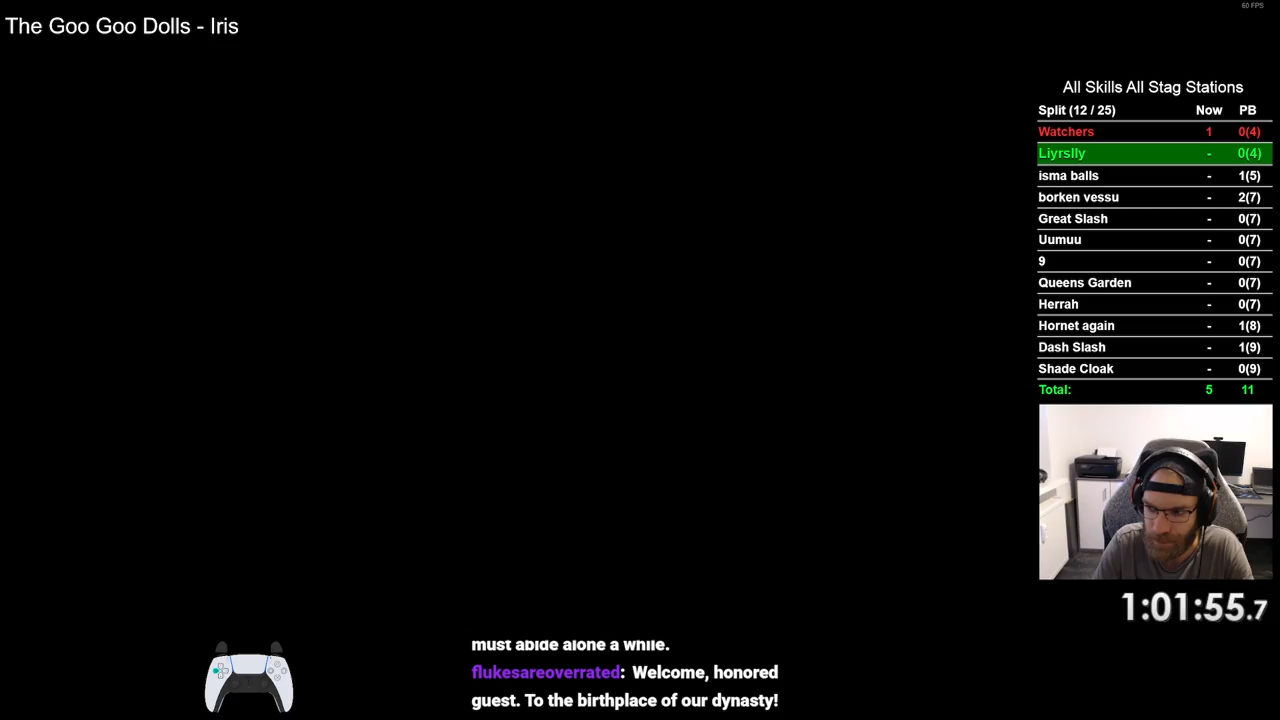 60 FPS
The Goo Goo Dolls - Iris
All Skills All Stag Stations
Split (12 / 25) Now PB
Watchers 1 0(4)
Liyrslly - 0(4)
isma balls - 1(5)
borken vessu - 2(7)
Great Slash - 0(7)
Uumuu - 0(7)
9 - 0(7)
Queens Garden - 0(7)
Herrah - 0(7)
Hornet again - 1(8)
Dash Slash - 1(9)
Shade Cloak - 0(9)
Total: 5 11
1:01:55.7
must abide alone a while.
flukesareoverrated: Welcome, honored
guest. To the birthplace of our dynasty!